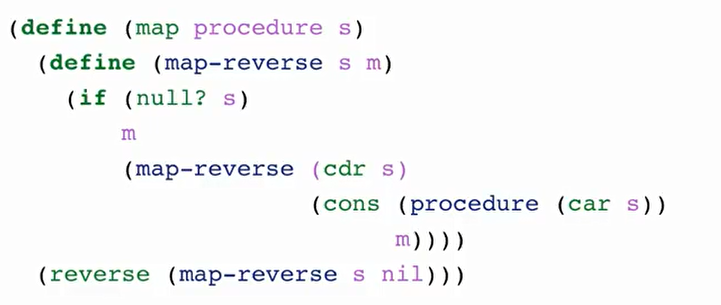 (define (map procedure s)
  (define (map-reverse s m)
    (if (null? s)
        m
        (map-reverse (cdr s)
                     (cons (procedure (car s))
                           m))))
  (reverse (map-reverse s nil)))